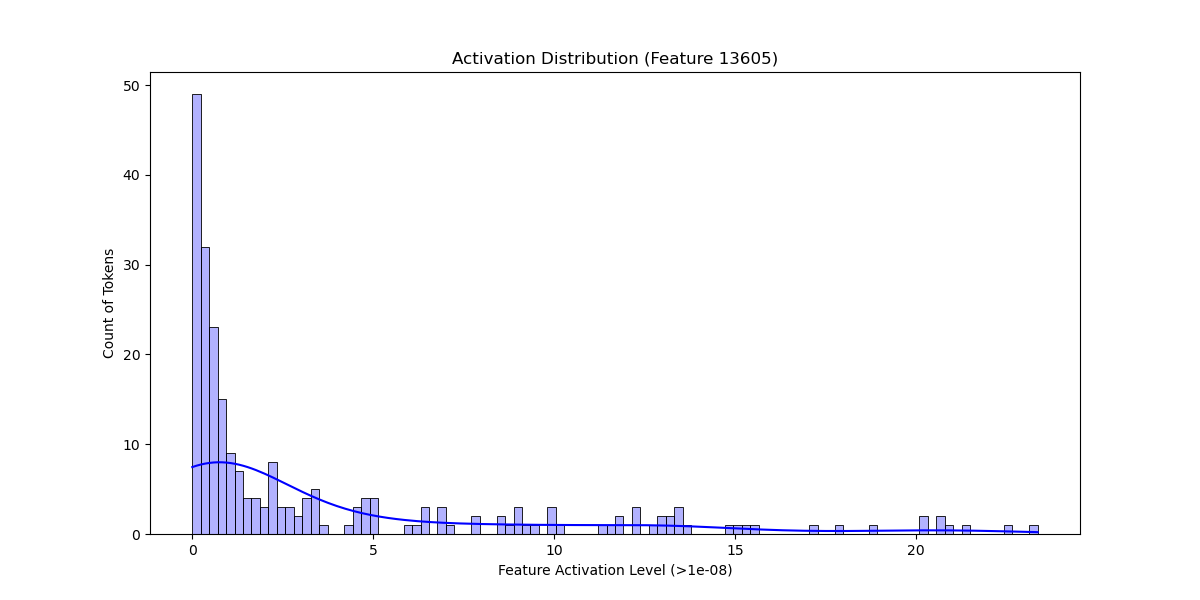 Activation Distribution (Feature 13605)
50
40
30
20
10
0
Count of Tokens
0 5 10 15 20
Feature Activation Level (>1e-08)